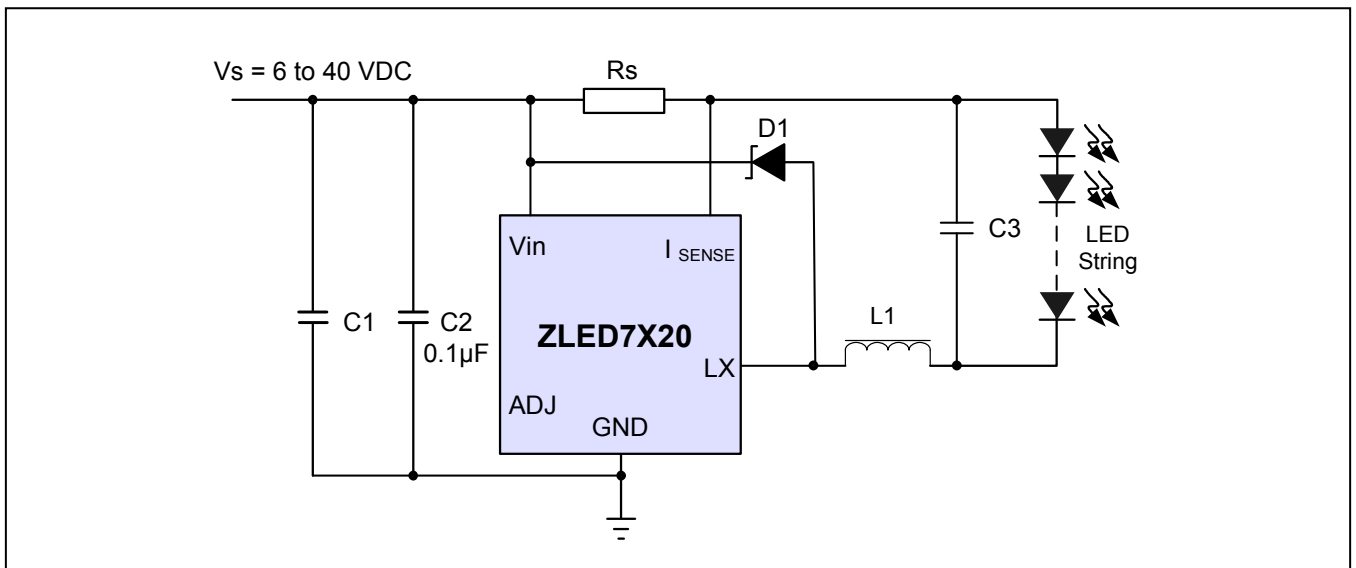 Vs = 6 to 40 VDC
Rs
D1
Vin
I SENSE
C3
LED
String
C1
C2
0.1µF
ZLED7X20
L1
LX
ADJ
GND